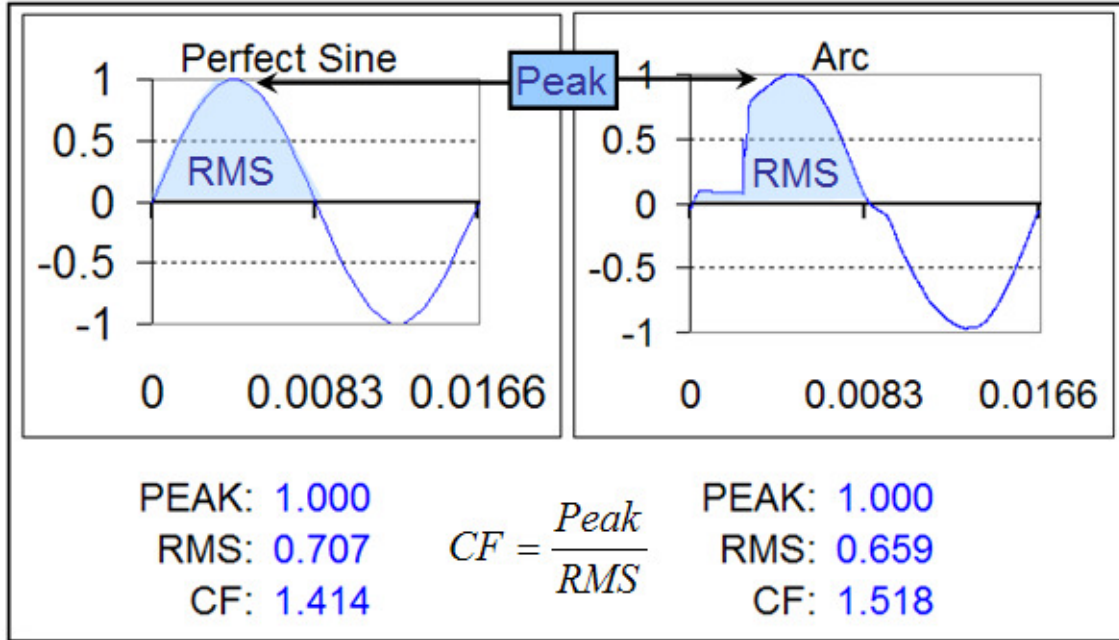 Perfect Sine
Peak
Arc
1
0.5
0
-0.5
-1
RMS
0 0.0083 0.0166
1
0.5
0
-0.5
-1
RMS
0 0.0083 0.0166
PEAK: 1.000
RMS: 0.707
CF: 1.414
CF = Peak / RMS
PEAK: 1.000
RMS: 0.659
CF: 1.518